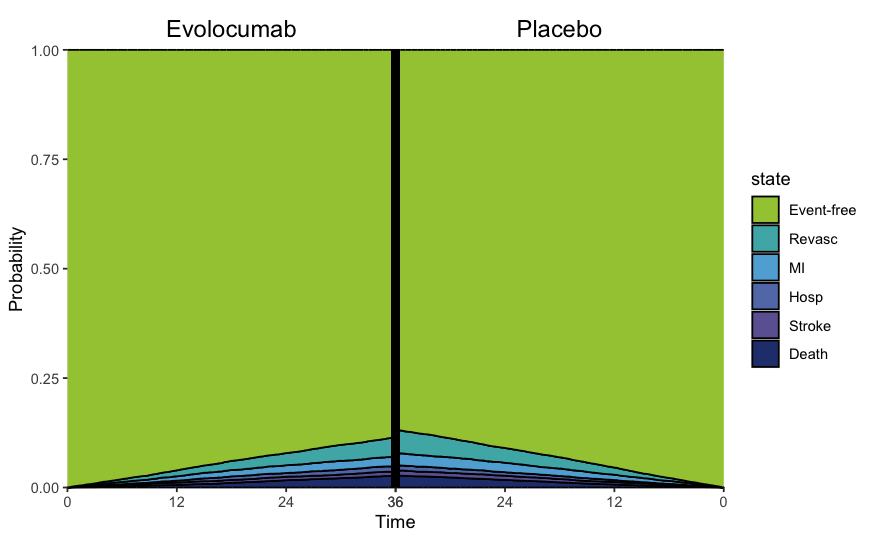 Evolocumab Placebo
1.00
0.75
0.50
0.25
0.00
Probability
0 12 24 36 24 12 0
Time
state
Event-free
Revasc
MI
Hosp
Stroke
Death